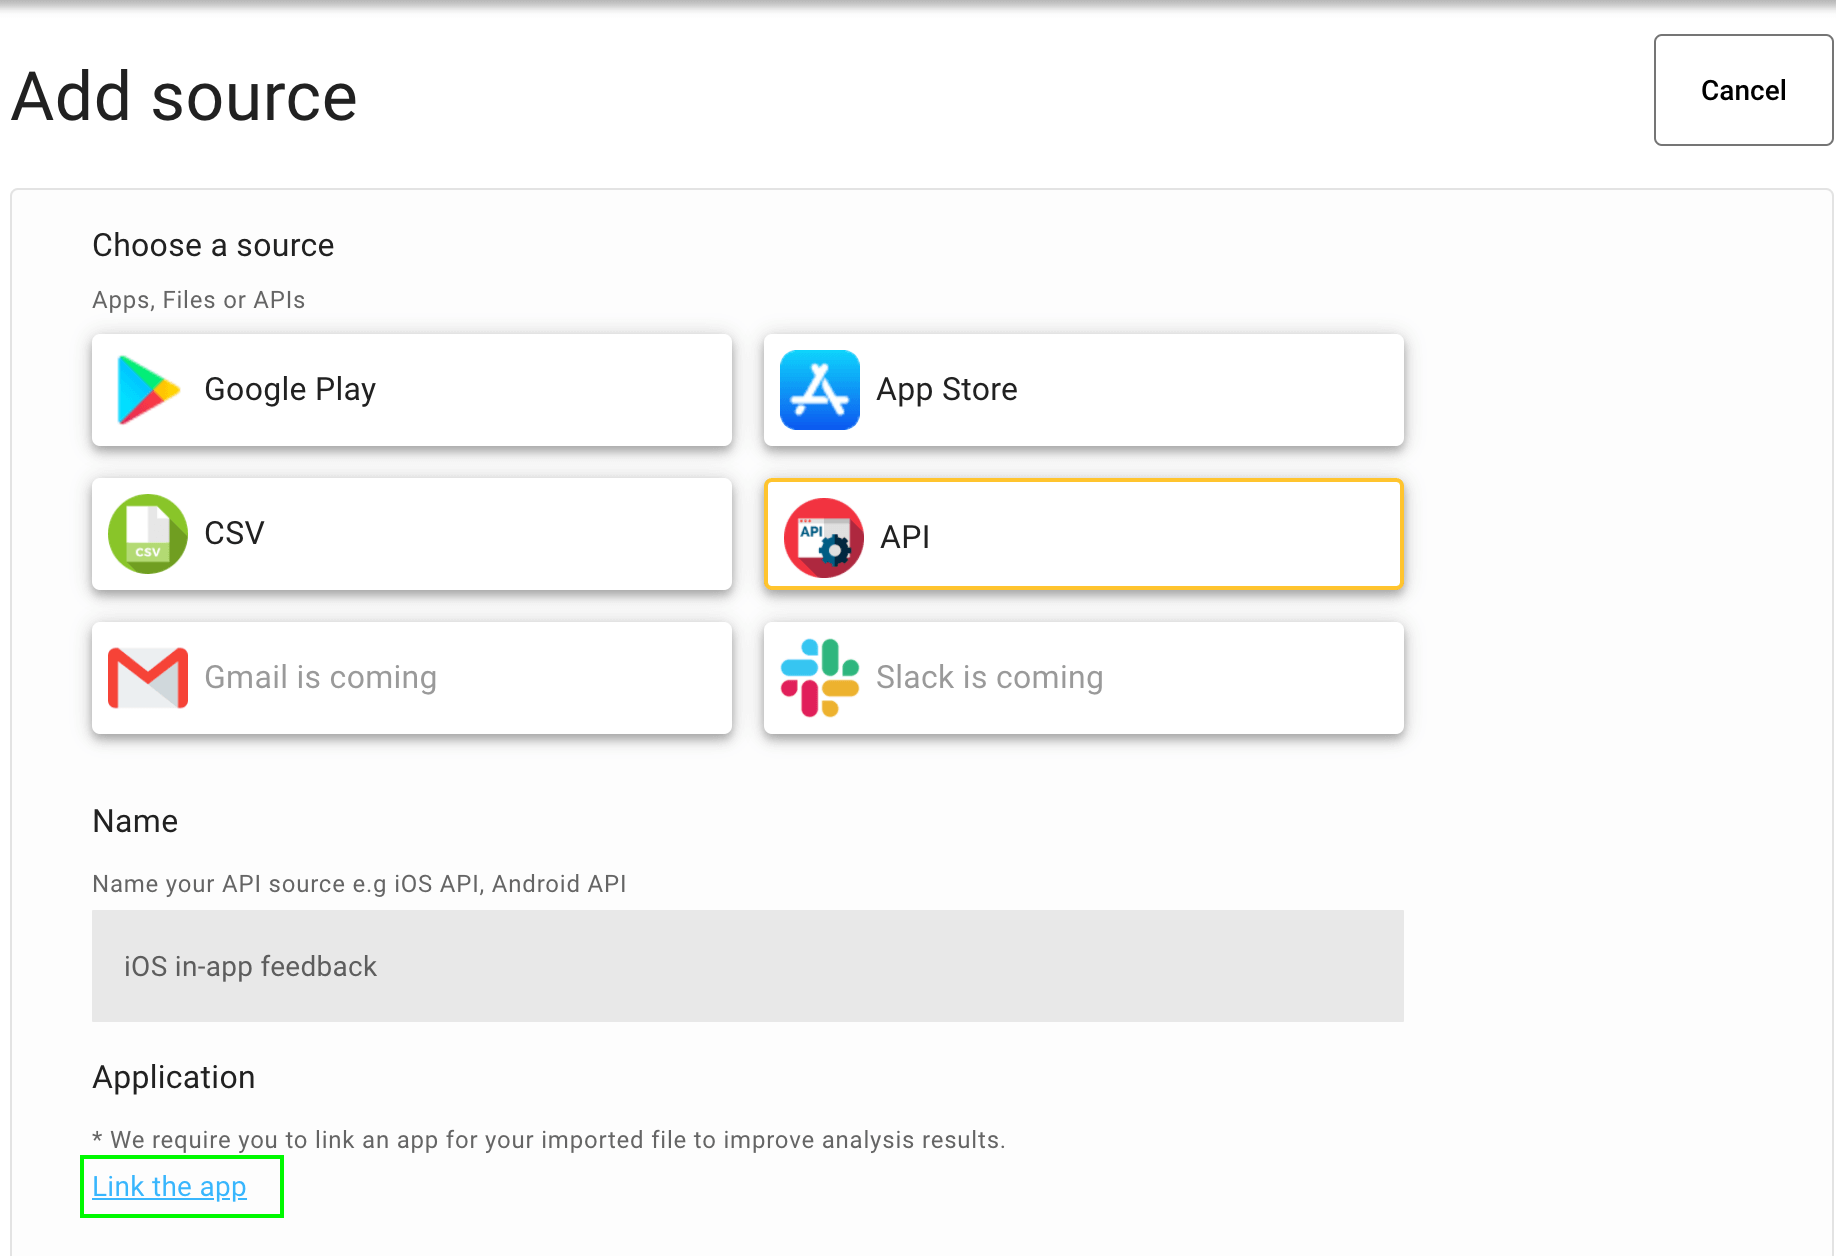 Add source
Cancel
Choose a source
Apps, Files or APIs
Google Play
App Store
CSV
CSV
API
API
Gmail is coming
Slack is coming
Name
Name your API source e.g iOS API, Android API
iOS in-app feedback
Application
* We require you to link an app for your imported file to improve analysis results.
Link the app